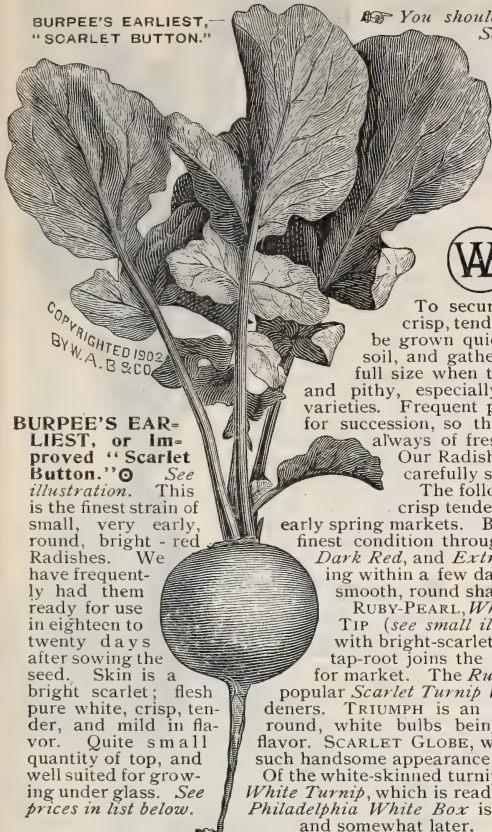 BURPEE'S EARLIEST,
"SCARLET BUTTON."
You should
COPYRIGHTED 1902
BY W. A. B & CO.
BURPEE'S EAR=
LIEST, or Im=
proved "Scarlet
Button."⊙ See
illustration. This
is the finest strain of
small, very early,
round, bright-red
Radishes. We
have frequent-
ly had them
ready for use
in eighteen to
twenty days
after sowing the
seed. Skin is a
bright scarlet; flesh
pure white, crisp, ten-
der, and mild in fla-
vor. Quite small
quantity of top, and
well suited for grow-
ing under glass. See
prices in list below.
WA
To secur
crisp, tend
be grown quic
soil, and gathe
full size when t
and pithy, especially
varieties. Frequent p
for succession, so th
always of fres
Our Radish
carefully s
The follo
crisp tende
early spring markets. B
finest condition throug
Dark Red, and Extr
ing within a few da
smooth, round sha
RUBY-PEARL, Wh
TIP (see small il
with bright-scarlet
tap-root joins the
for market. The Ru
popular Scarlet Turnip
deners. TRIUMPH is an
round, white bulbs bein
flavor. SCARLET GLOBE, w
such handsome appearance
Of the white-skinned turni
White Turnip, which is read
Philadelphia White Box is
and somewhat later.